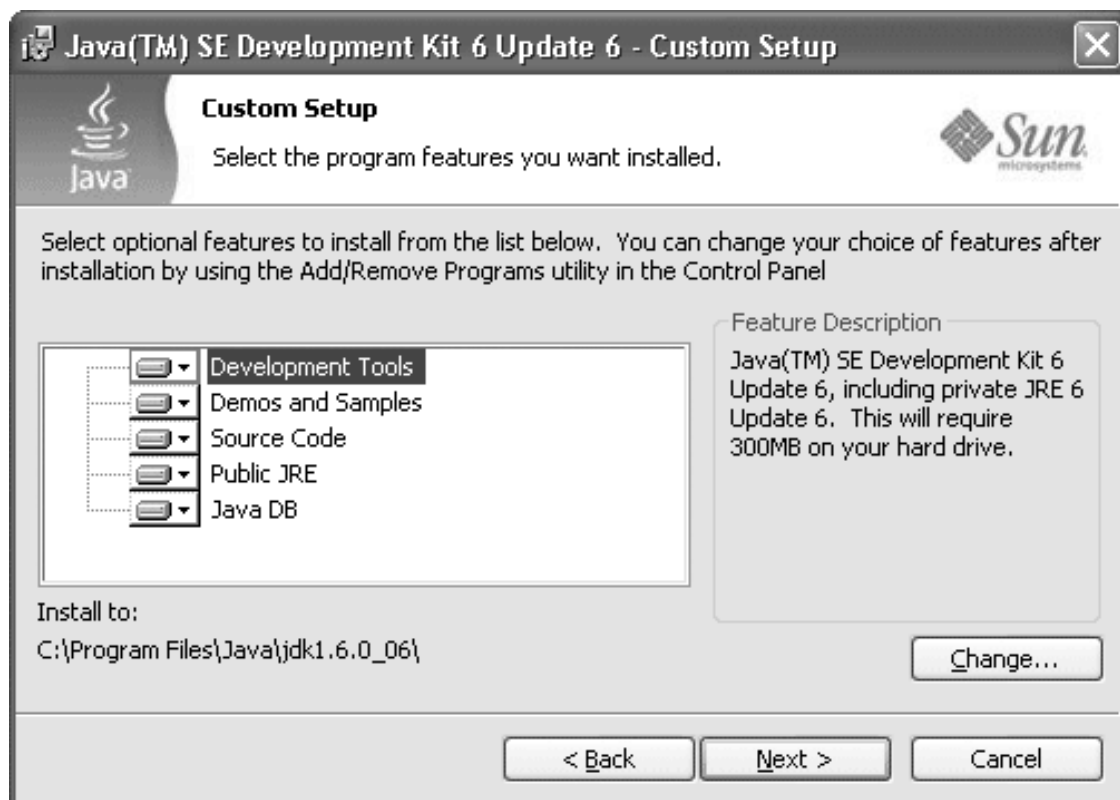 Java(TM) SE Development Kit 6 Update 6 - Custom Setup
Java
Custom Setup
Select the program features you want installed.
Sun
microsystems
Select optional features to install from the list below.  You can change your choice of features after
installation by using the Add/Remove Programs utility in the Control Panel
Development Tools
Demos and Samples
Source Code
Public JRE
Java DB
Feature Description
Java(TM) SE Development Kit 6
Update 6, including private JRE 6
Update 6.  This will require
300MB on your hard drive.
Install to:
C:\Program Files\Java\jdk1.6.0_06\
Change...
< Back
Next >
Cancel